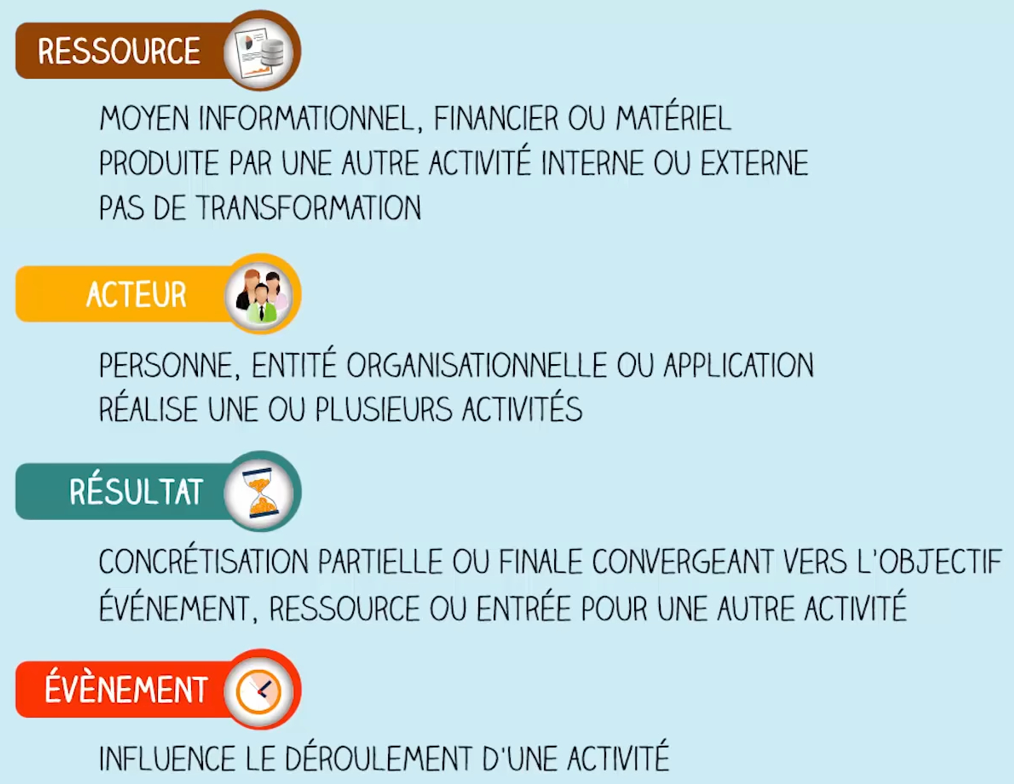 RESSOURCE
MOYEN INFORMATIONNEL, FINANCIER OU MATÉRIEL
PRODUITE PAR UNE AUTRE ACTIVITÉ INTERNE OU EXTERNE
PAS DE TRANSFORMATION
ACTEUR
PERSONNE, ENTITÉ ORGANISATIONNELLE OU APPLICATION
RÉALISE UNE OU PLUSIEURS ACTIVITÉS
RÉSULTAT
CONCRÉTISATION PARTIELLE OU FINALE CONVERGEANT VERS L'OBJECTIF
ÉVÉNEMENT, RESSOURCE OU ENTRÉE POUR UNE AUTRE ACTIVITÉ
ÉVÈNEMENT
INFLUENCE LE DÉROULEMENT D'UNE ACTIVITÉ